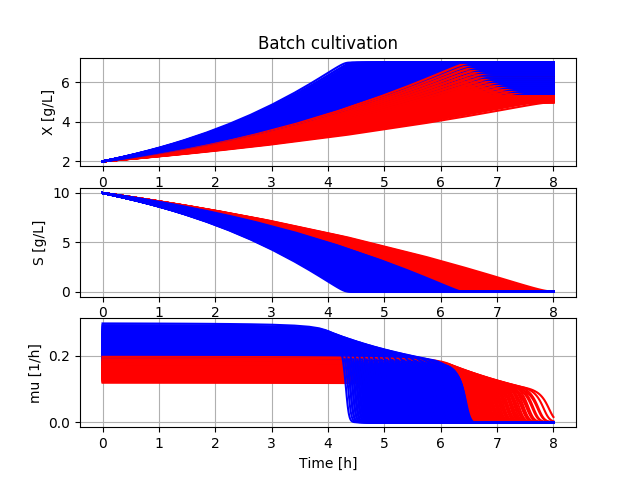 Batch cultivation
6
4
2
X [g/L]
0 1 2 3 4 5 6 7 8
10
5
0
S [g/L]
0 1 2 3 4 5 6 7 8
0.2
0.0
mu [1/h]
0 1 2 3 4 5 6 7 8
Time [h]